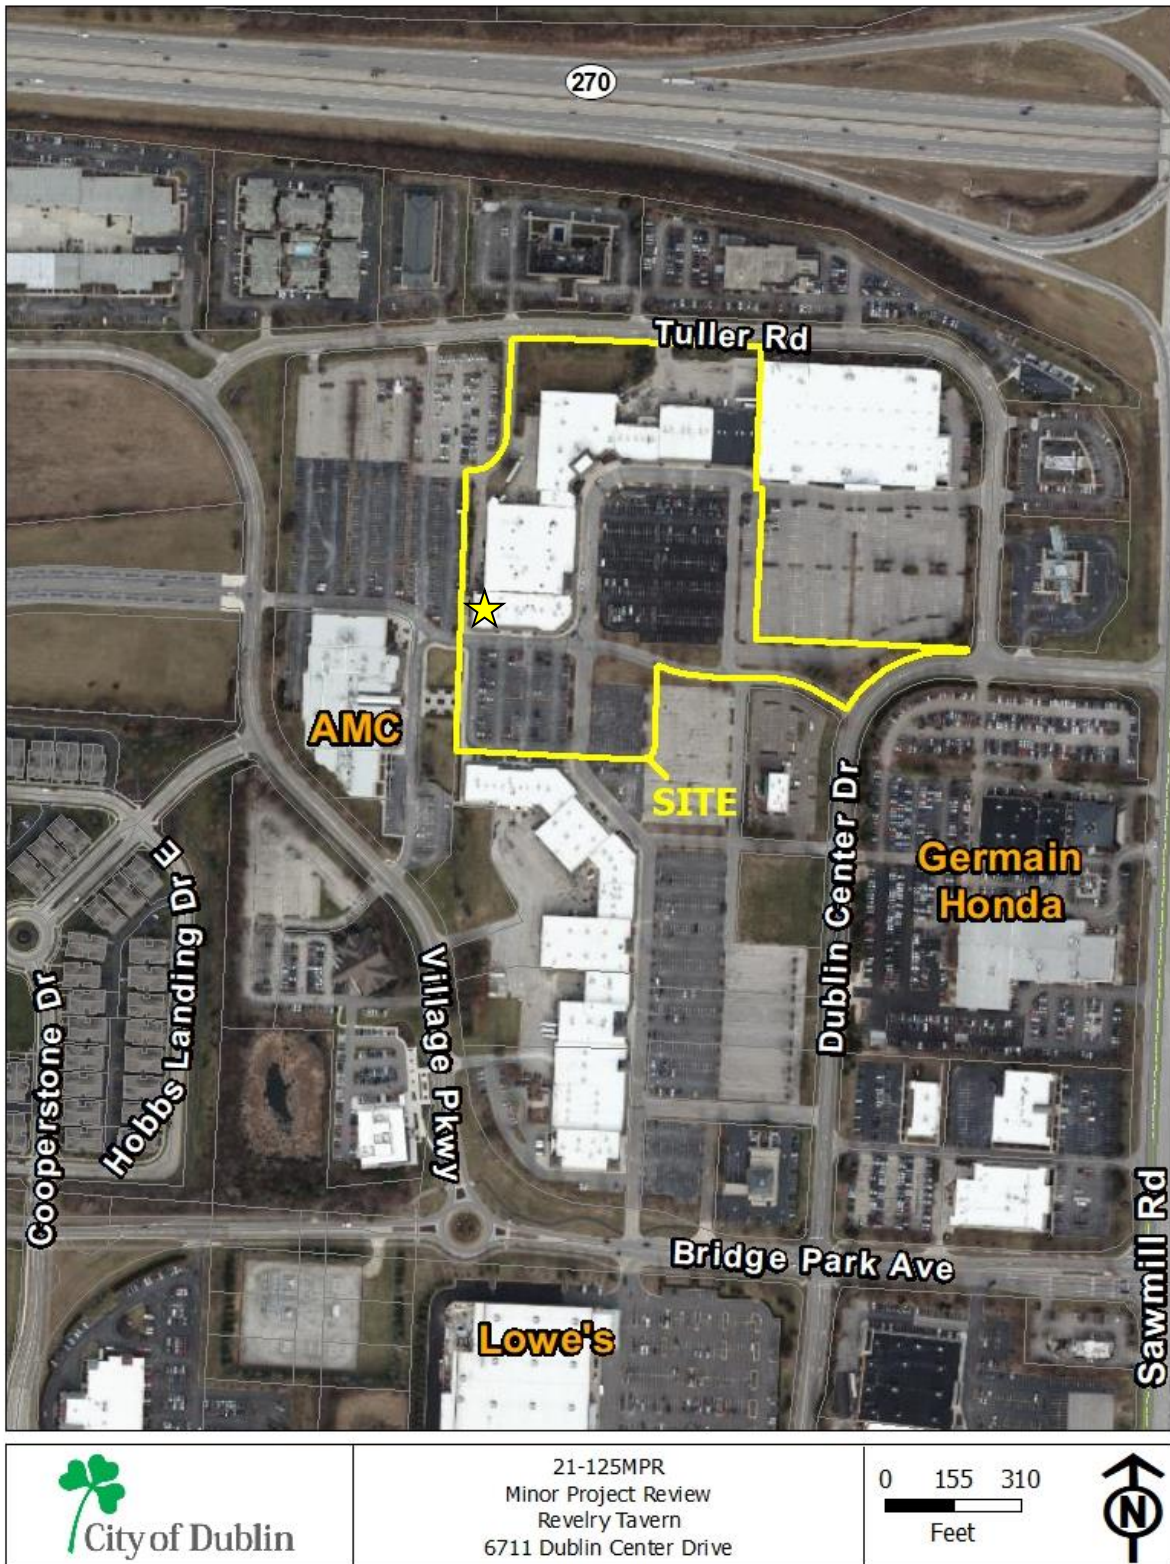 270
Tuller Rd
AMC
SITE
Germain
Honda
Hobbs Landing Dr E
Cooperstone Dr
Village Pkwy
Dublin Center Dr
Bridge Park Ave
Sawmill Rd
Lowe's
City of Dublin
21-125MPR
Minor Project Review
Revelry Tavern
6711 Dublin Center Drive
0 155 310
Feet
N